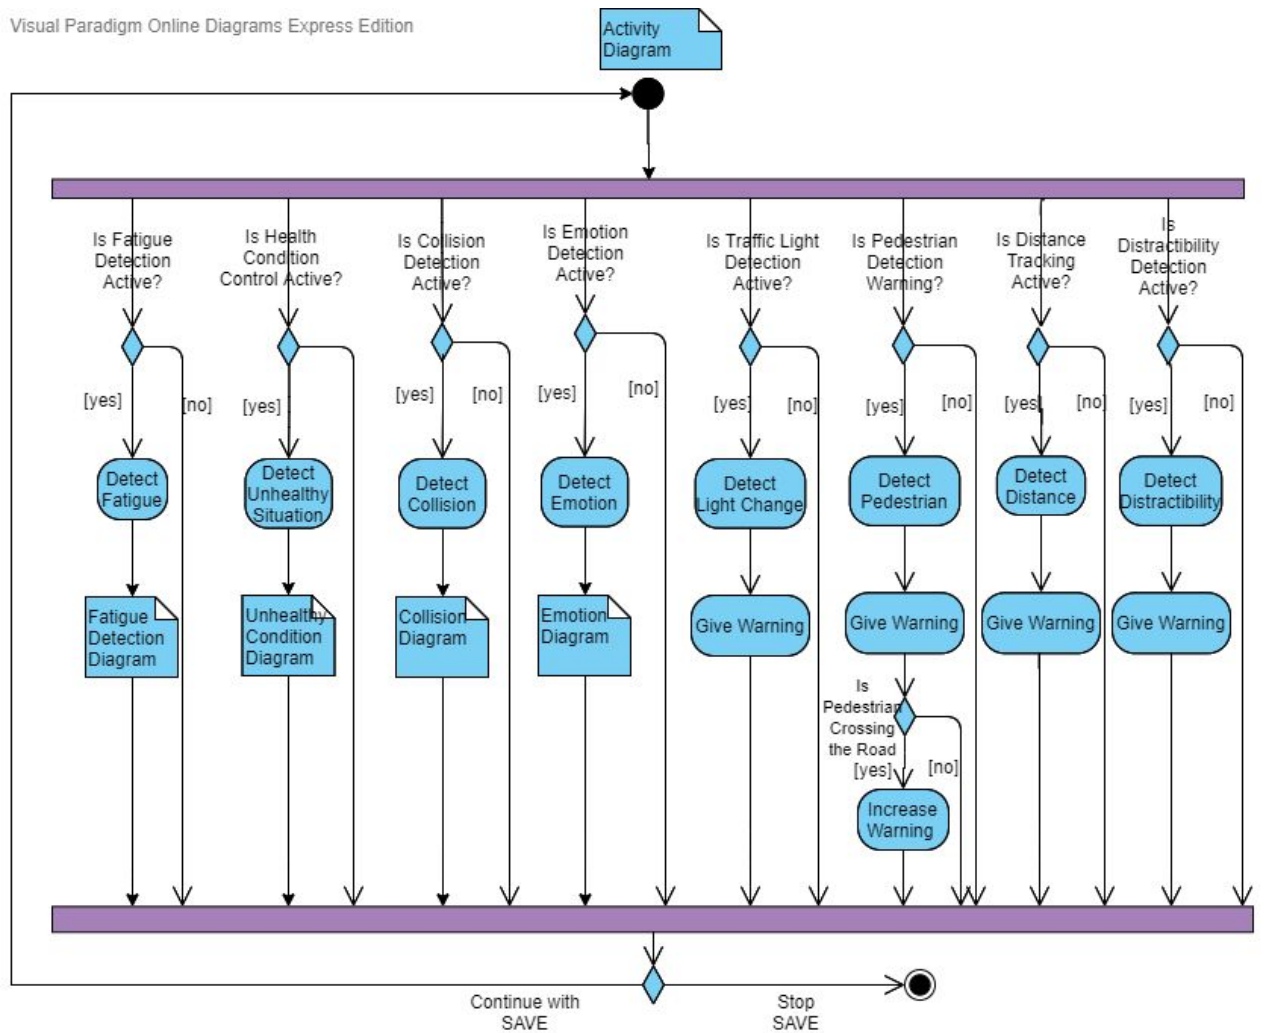 Visual Paradigm Online Diagrams Express Edition
Activity
Diagram
Is Fatigue
Detection
Active?
Is Health
Condition
Control Active?
Is Collision
Detection
Active?
Is Emotion
Detection
Active?
Is Traffic Light
Detection
Active?
Is Pedestrian
Detection
Warning?
Is Distance
Tracking
Active?
Is
Distractibility
Detection
Active?
[yes]
[no]
[yes]
[yes]
[no]
[yes]
[no]
[yes]
[no]
[yes]
[no]
[yes]
[no]
[yes]
[no]
Detect
Fatigue
Detect
Unhealthy
Situation
Detect
Collision
Detect
Emotion
Detect
Light Change
Detect
Pedestrian
Detect
Distance
Detect
Distractibility
Fatigue
Detection
Diagram
Unhealthy
Condition
Diagram
Collision
Diagram
Emotion
Diagram
Give Warning
Give Warning
Give Warning
Give Warning
Is
Pedestrian
Crossing
the Road
[yes]
[no]
Increase
Warning
Continue with
SAVE
Stop
SAVE